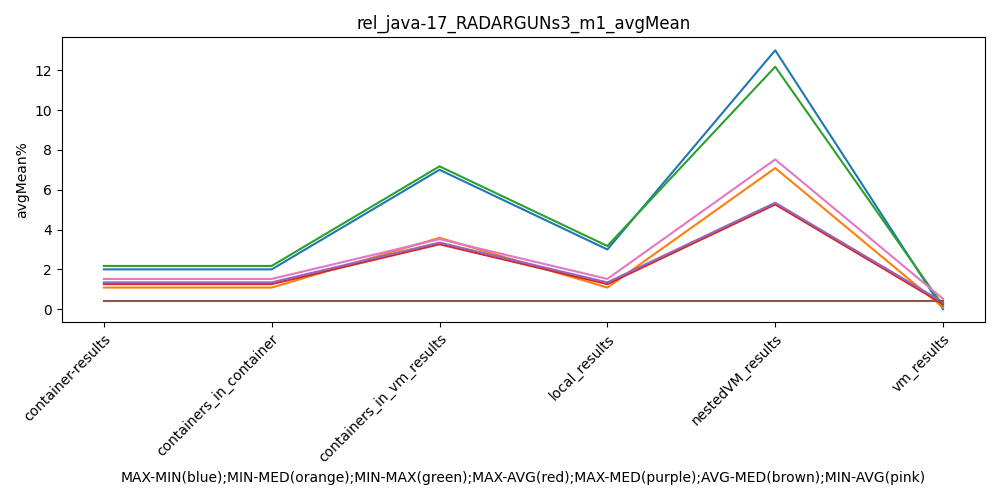 rel_java-17_RADARGUNs3_m1_avgMean
avgMean%
12
10
8
6
4
2
0
container-results
containers_in_container
containers_in_vm_results
local_results
nestedVM_results
vm_results
MAX-MIN(blue);MIN-MED(orange);MIN-MAX(green);MAX-AVG(red);MAX-MED(purple);AVG-MED(brown);MIN-AVG(pink)